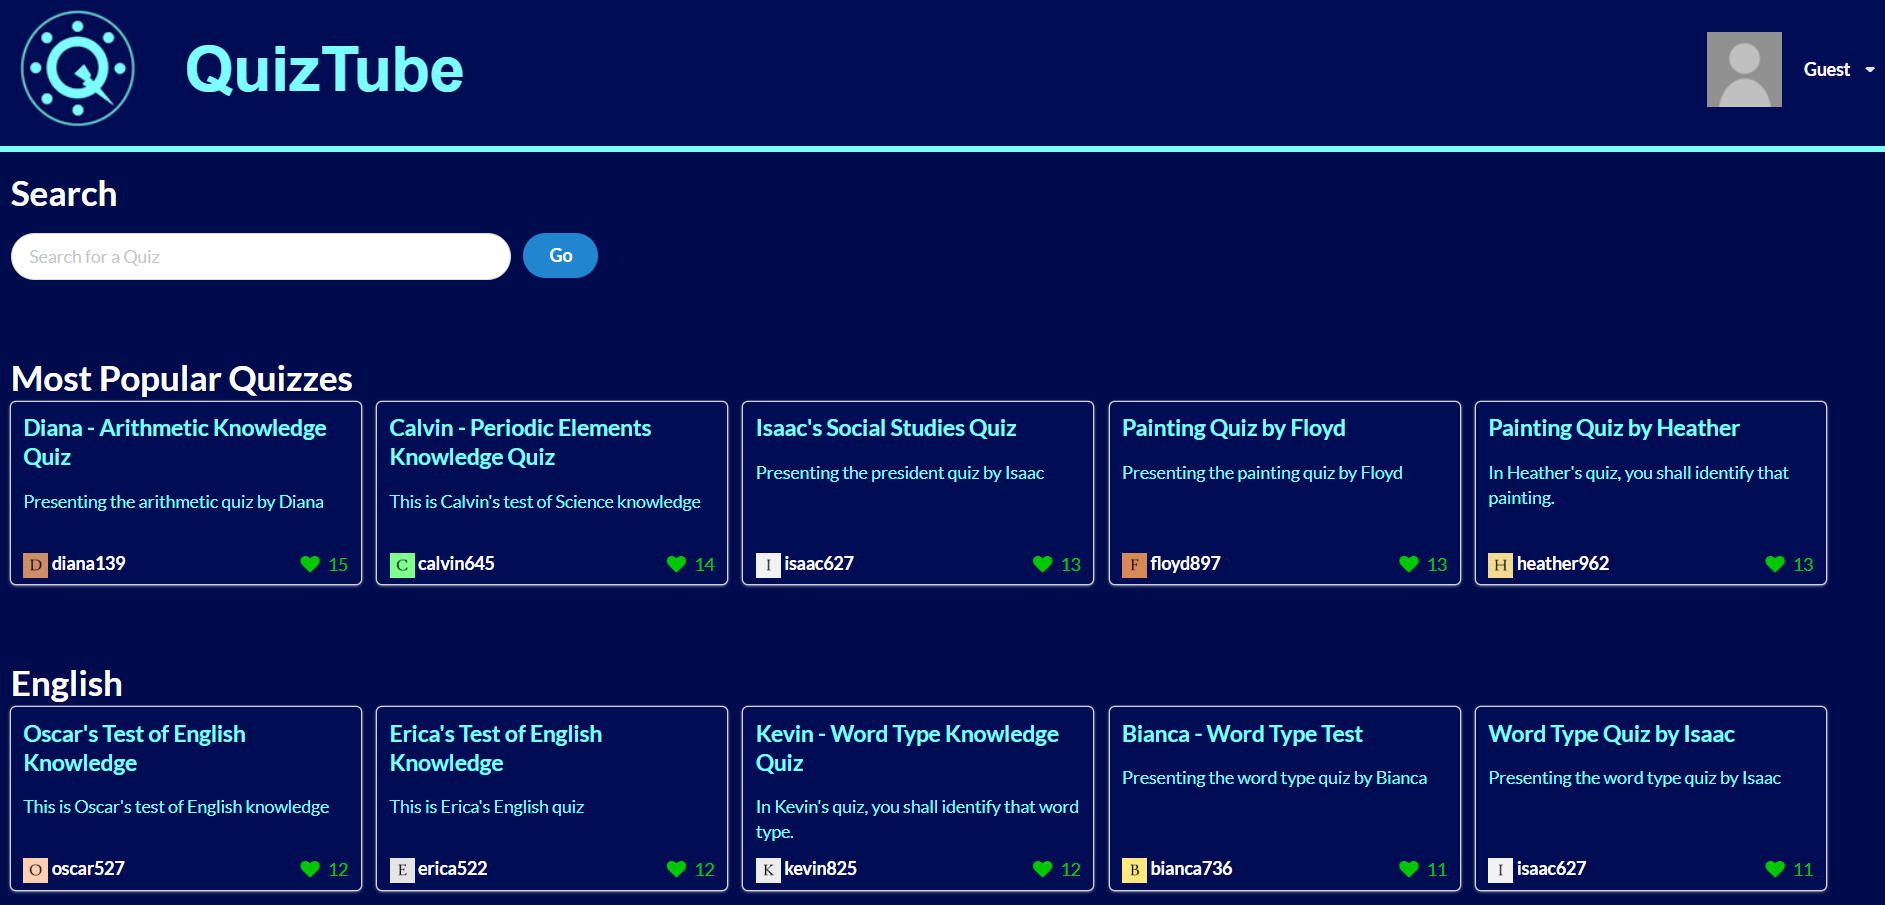 QuizTube
Guest
Search
Search for a Quiz
Go
Most Popular Quizzes
Diana - Arithmetic Knowledge
Quiz
Presenting the arithmetic quiz by Diana
D diana139
15
Calvin - Periodic Elements
Knowledge Quiz
This is Calvin's test of Science knowledge
C calvin645
14
Isaac's Social Studies Quiz
Presenting the president quiz by Isaac
I isaac627
13
Painting Quiz by Floyd
Presenting the painting quiz by Floyd
F floyd897
13
Painting Quiz by Heather
In Heather's quiz, you shall identify that
painting.
H heather962
13
English
Oscar's Test of English
Knowledge
This is Oscar's test of English knowledge
O oscar527
12
Erica's Test of English
Knowledge
This is Erica's English quiz
E erica522
12
Kevin - Word Type Knowledge
Quiz
In Kevin's quiz, you shall identify that word
type.
K kevin825
12
Bianca - Word Type Test
Presenting the word type quiz by Bianca
B bianca736
11
Word Type Quiz by Isaac
Presenting the word type quiz by Isaac
I isaac627
11